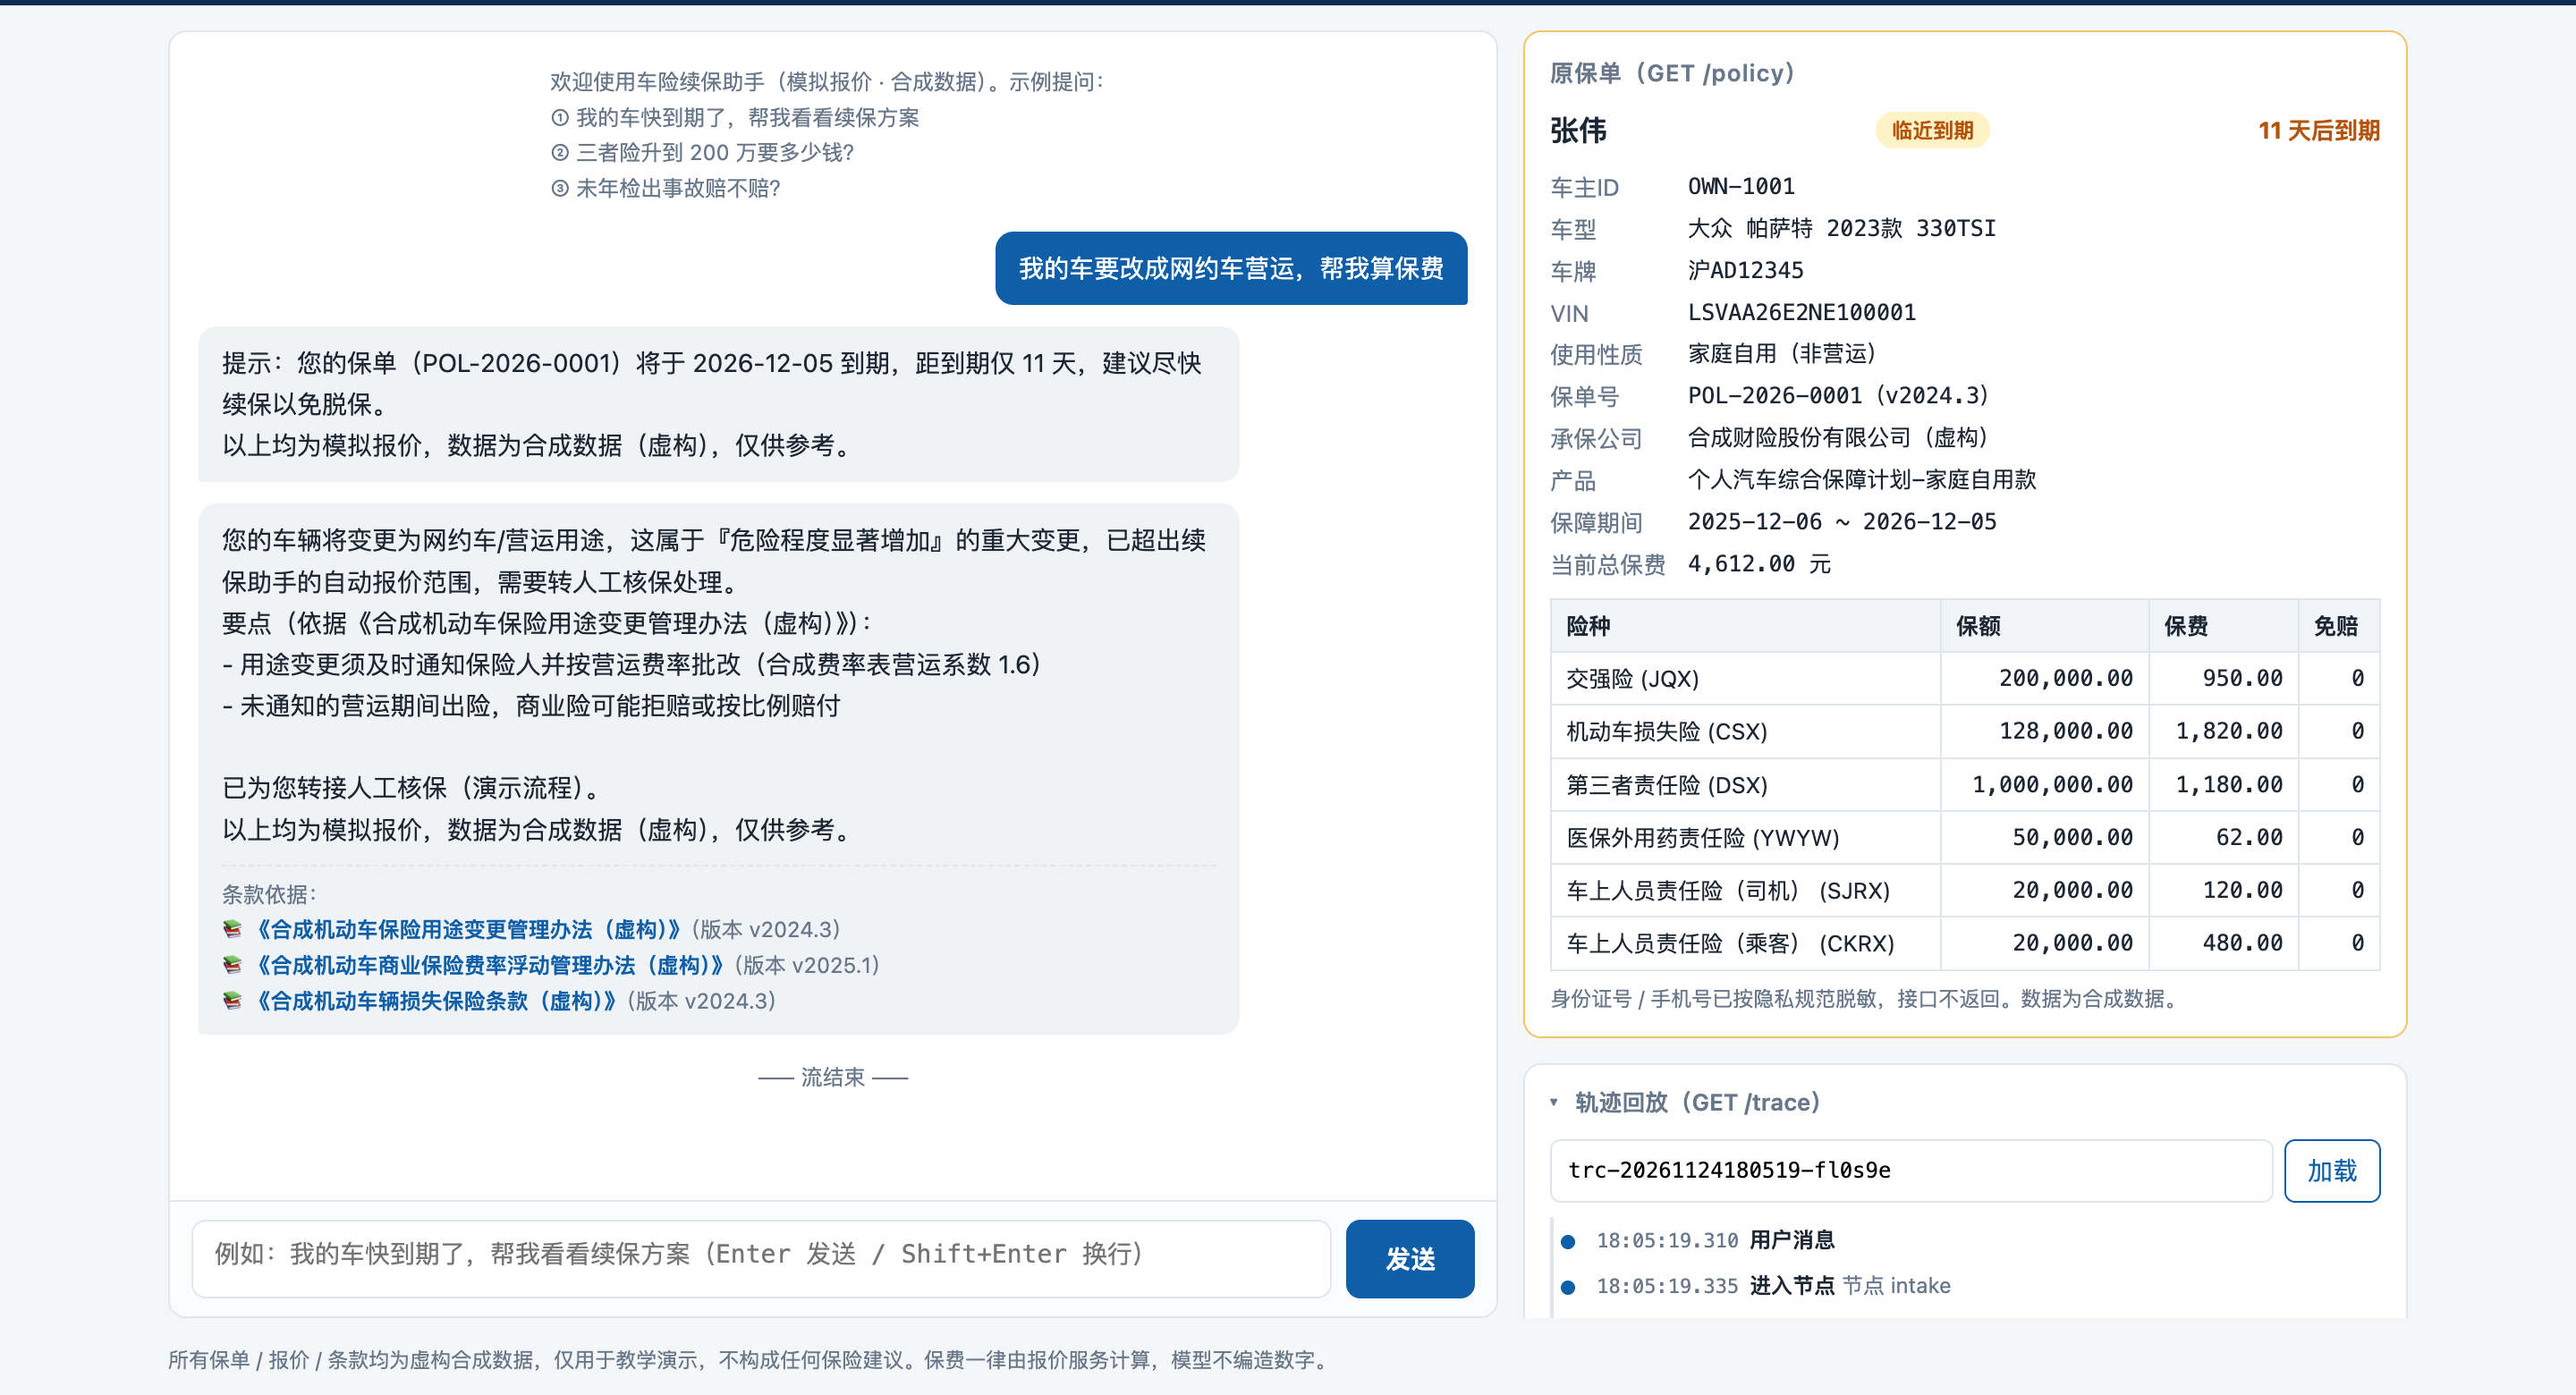 欢迎使用车险续保助手（模拟报价 · 合成数据）。示例提问：
① 我的车快到期了，帮我看看续保方案
② 三者险升到 200 万要多少钱？
③ 未年检出事故赔不赔？
我的车要改成网约车营运，帮我算保费
提示：您的保单（POL-2026-0001）将于 2026-12-05 到期，距到期仅 11 天，建议尽快
续保以免脱保。
以上均为模拟报价，数据为合成数据（虚构），仅供参考。
您的车辆将变更为网约车/营运用途，这属于『危险程度显著增加』的重大变更，已超出续
保助手的自动报价范围，需要转人工核保处理。
要点（依据《合成机动车保险用途变更管理办法（虚构）》）：
- 用途变更须及时通知保险人并按营运费率批改（合成费率表营运系数 1.6）
- 未通知的营运期间出险，商业险可能拒赔或按比例赔付
已为您转接人工核保（演示流程）。
以上均为模拟报价，数据为合成数据（虚构），仅供参考。
条款依据：
《合成机动车保险用途变更管理办法（虚构）》（版本 v2024.3）
《合成机动车商业保险费率浮动管理办法（虚构）》（版本 v2025.1）
《合成机动车辆损失保险条款（虚构）》（版本 v2024.3）
—— 流结束 ——
例如：我的车快到期了，帮我看看续保方案（Enter 发送 / Shift+Enter 换行）
发送
原保单（GET /policy）
张伟 临近到期 11 天后到期
车主ID OWN-1001
车型 大众 帕萨特 2023款 330TSI
车牌 沪AD12345
VIN LSVAA26E2NE100001
使用性质 家庭自用（非营运）
保单号 POL-2026-0001（v2024.3）
承保公司 合成财险股份有限公司（虚构）
产品 个人汽车综合保障计划-家庭自用款
保障期间 2025-12-06 ~ 2026-12-05
当前总保费 4,612.00 元
险种 保额 保费 免赔
交强险 (JQX) 200,000.00 950.00 0
机动车损失险 (CSX) 128,000.00 1,820.00 0
第三者责任险 (DSX) 1,000,000.00 1,180.00 0
医保外用药责任险 (YWYW) 50,000.00 62.00 0
车上人员责任险（司机） (SJRX) 20,000.00 120.00 0
车上人员责任险（乘客） (CKRX) 20,000.00 480.00 0
身份证号 / 手机号已按隐私规范脱敏，接口不返回。数据为合成数据。
▾ 轨迹回放（GET /trace）
trc-20261124180519-fl0s9e 加载
18:05:19.310 用户消息
18:05:19.335 进入节点 节点 intake
所有保单 / 报价 / 条款均为虚构合成数据，仅用于教学演示，不构成任何保险建议。保费一律由报价服务计算，模型不编造数字。